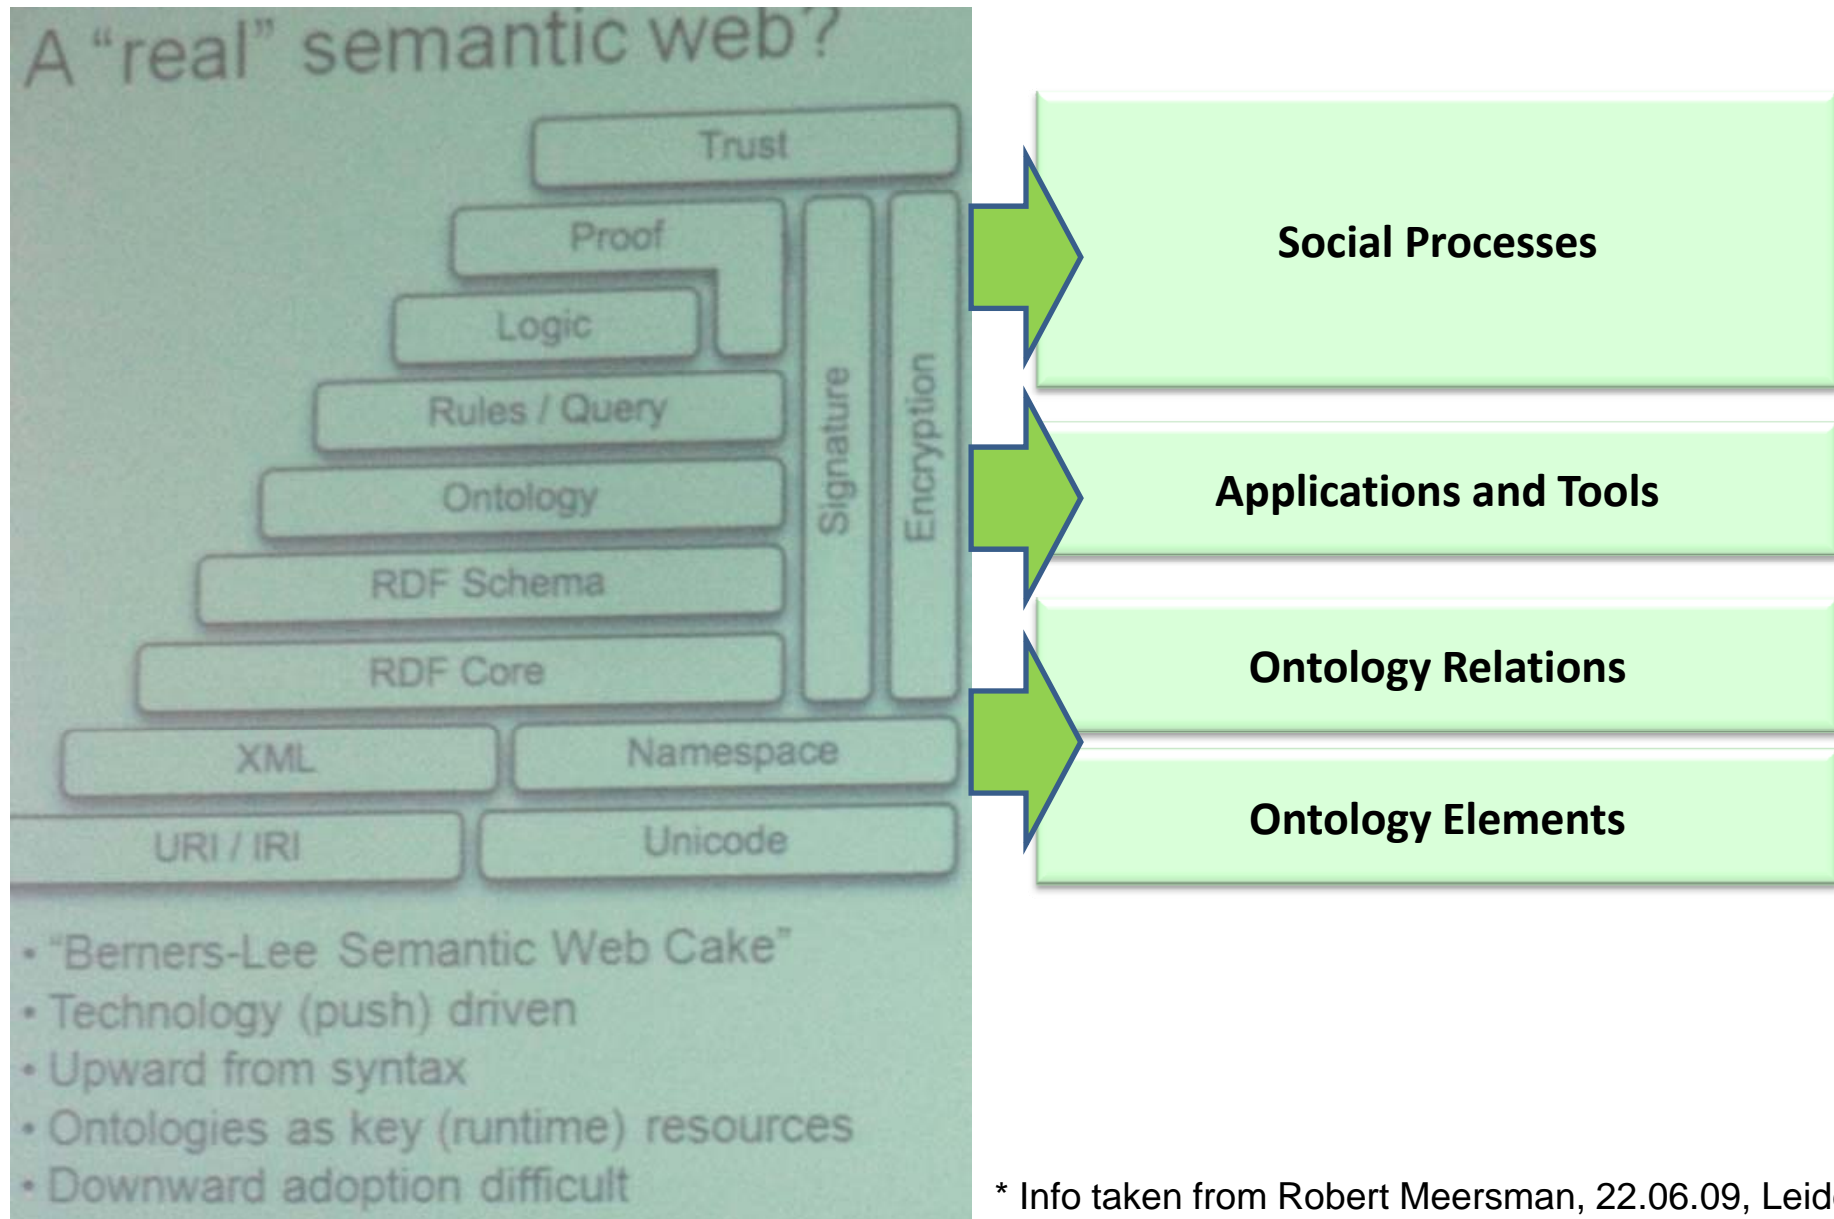 A “real” semantic web?
Trust
Proof
Logic
Rules / Query
Ontology
RDF Schema
RDF Core
Signature
Encryption
XML
Namespace
URI / IRI
Unicode
• “Berners-Lee Semantic Web Cake”
• Technology (push) driven
• Upward from syntax
• Ontologies as key (runtime) resources
• Downward adoption difficult
Social Processes
Applications and Tools
Ontology Relations
Ontology Elements
* Info taken from Robert Meersman, 22.06.09,